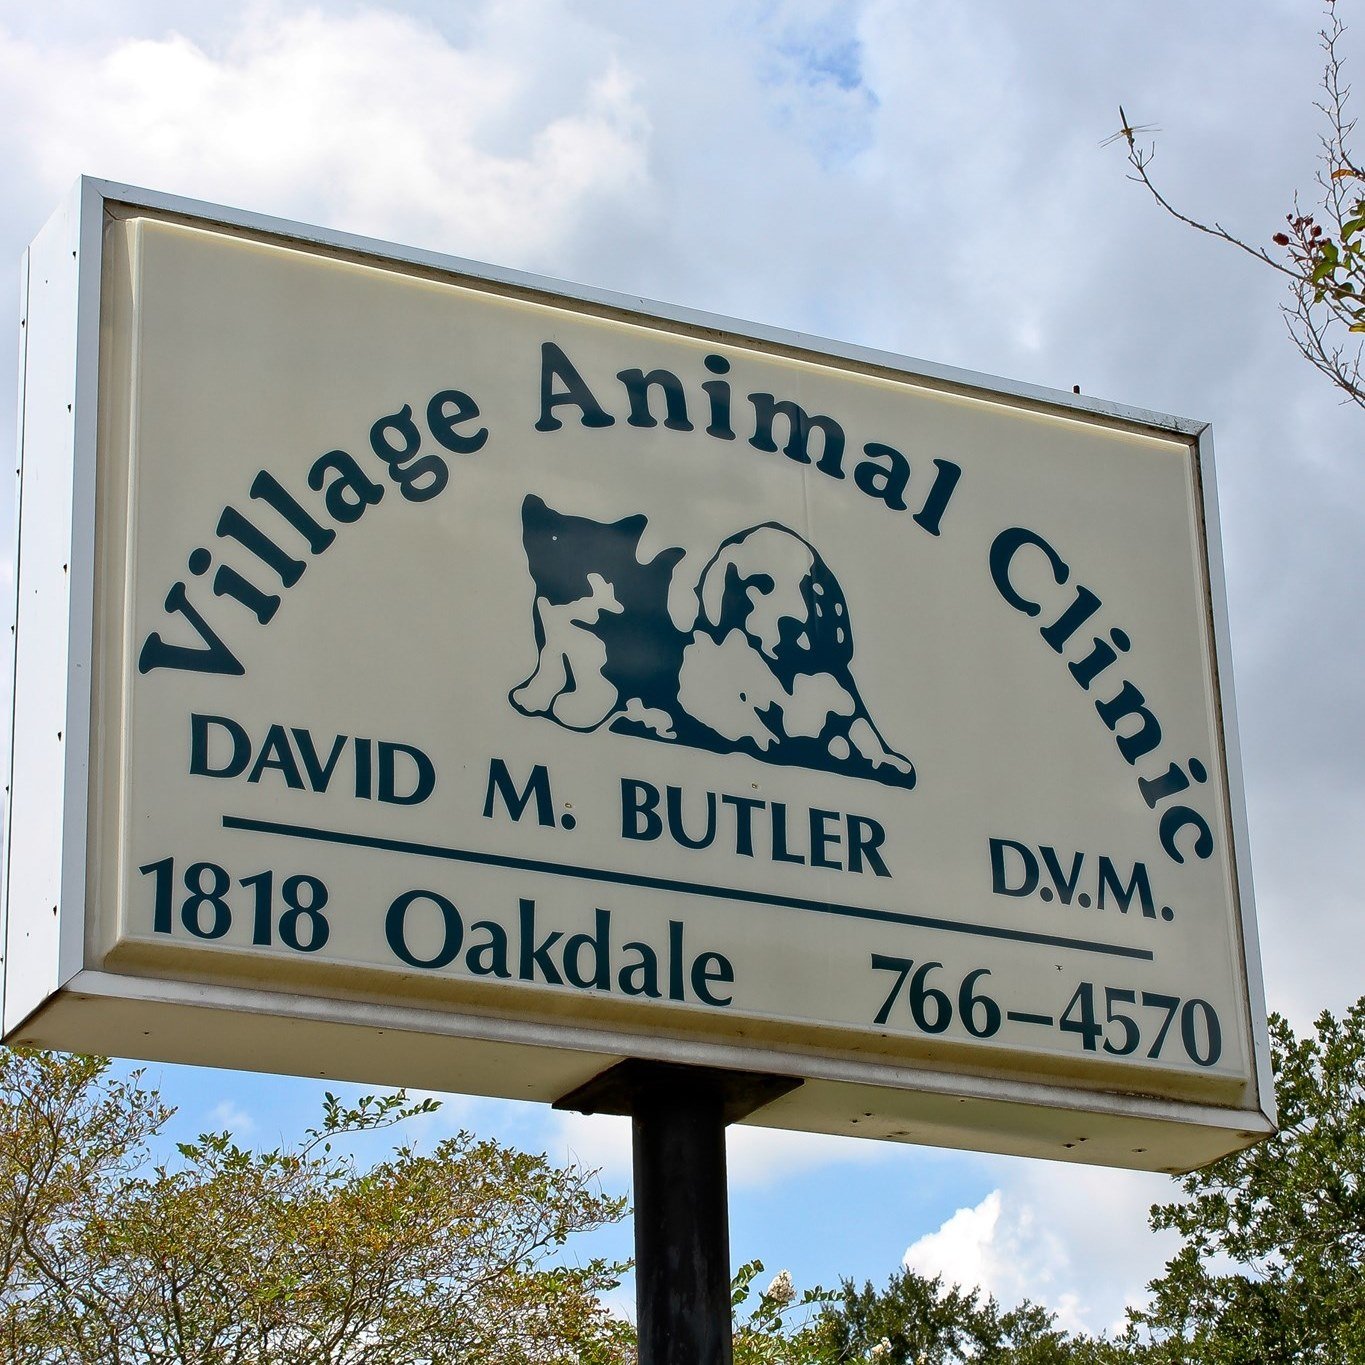 Village Animal Clinic
DAVID M. BUTLER D.V.M.
1818 Oakdale 766-4570